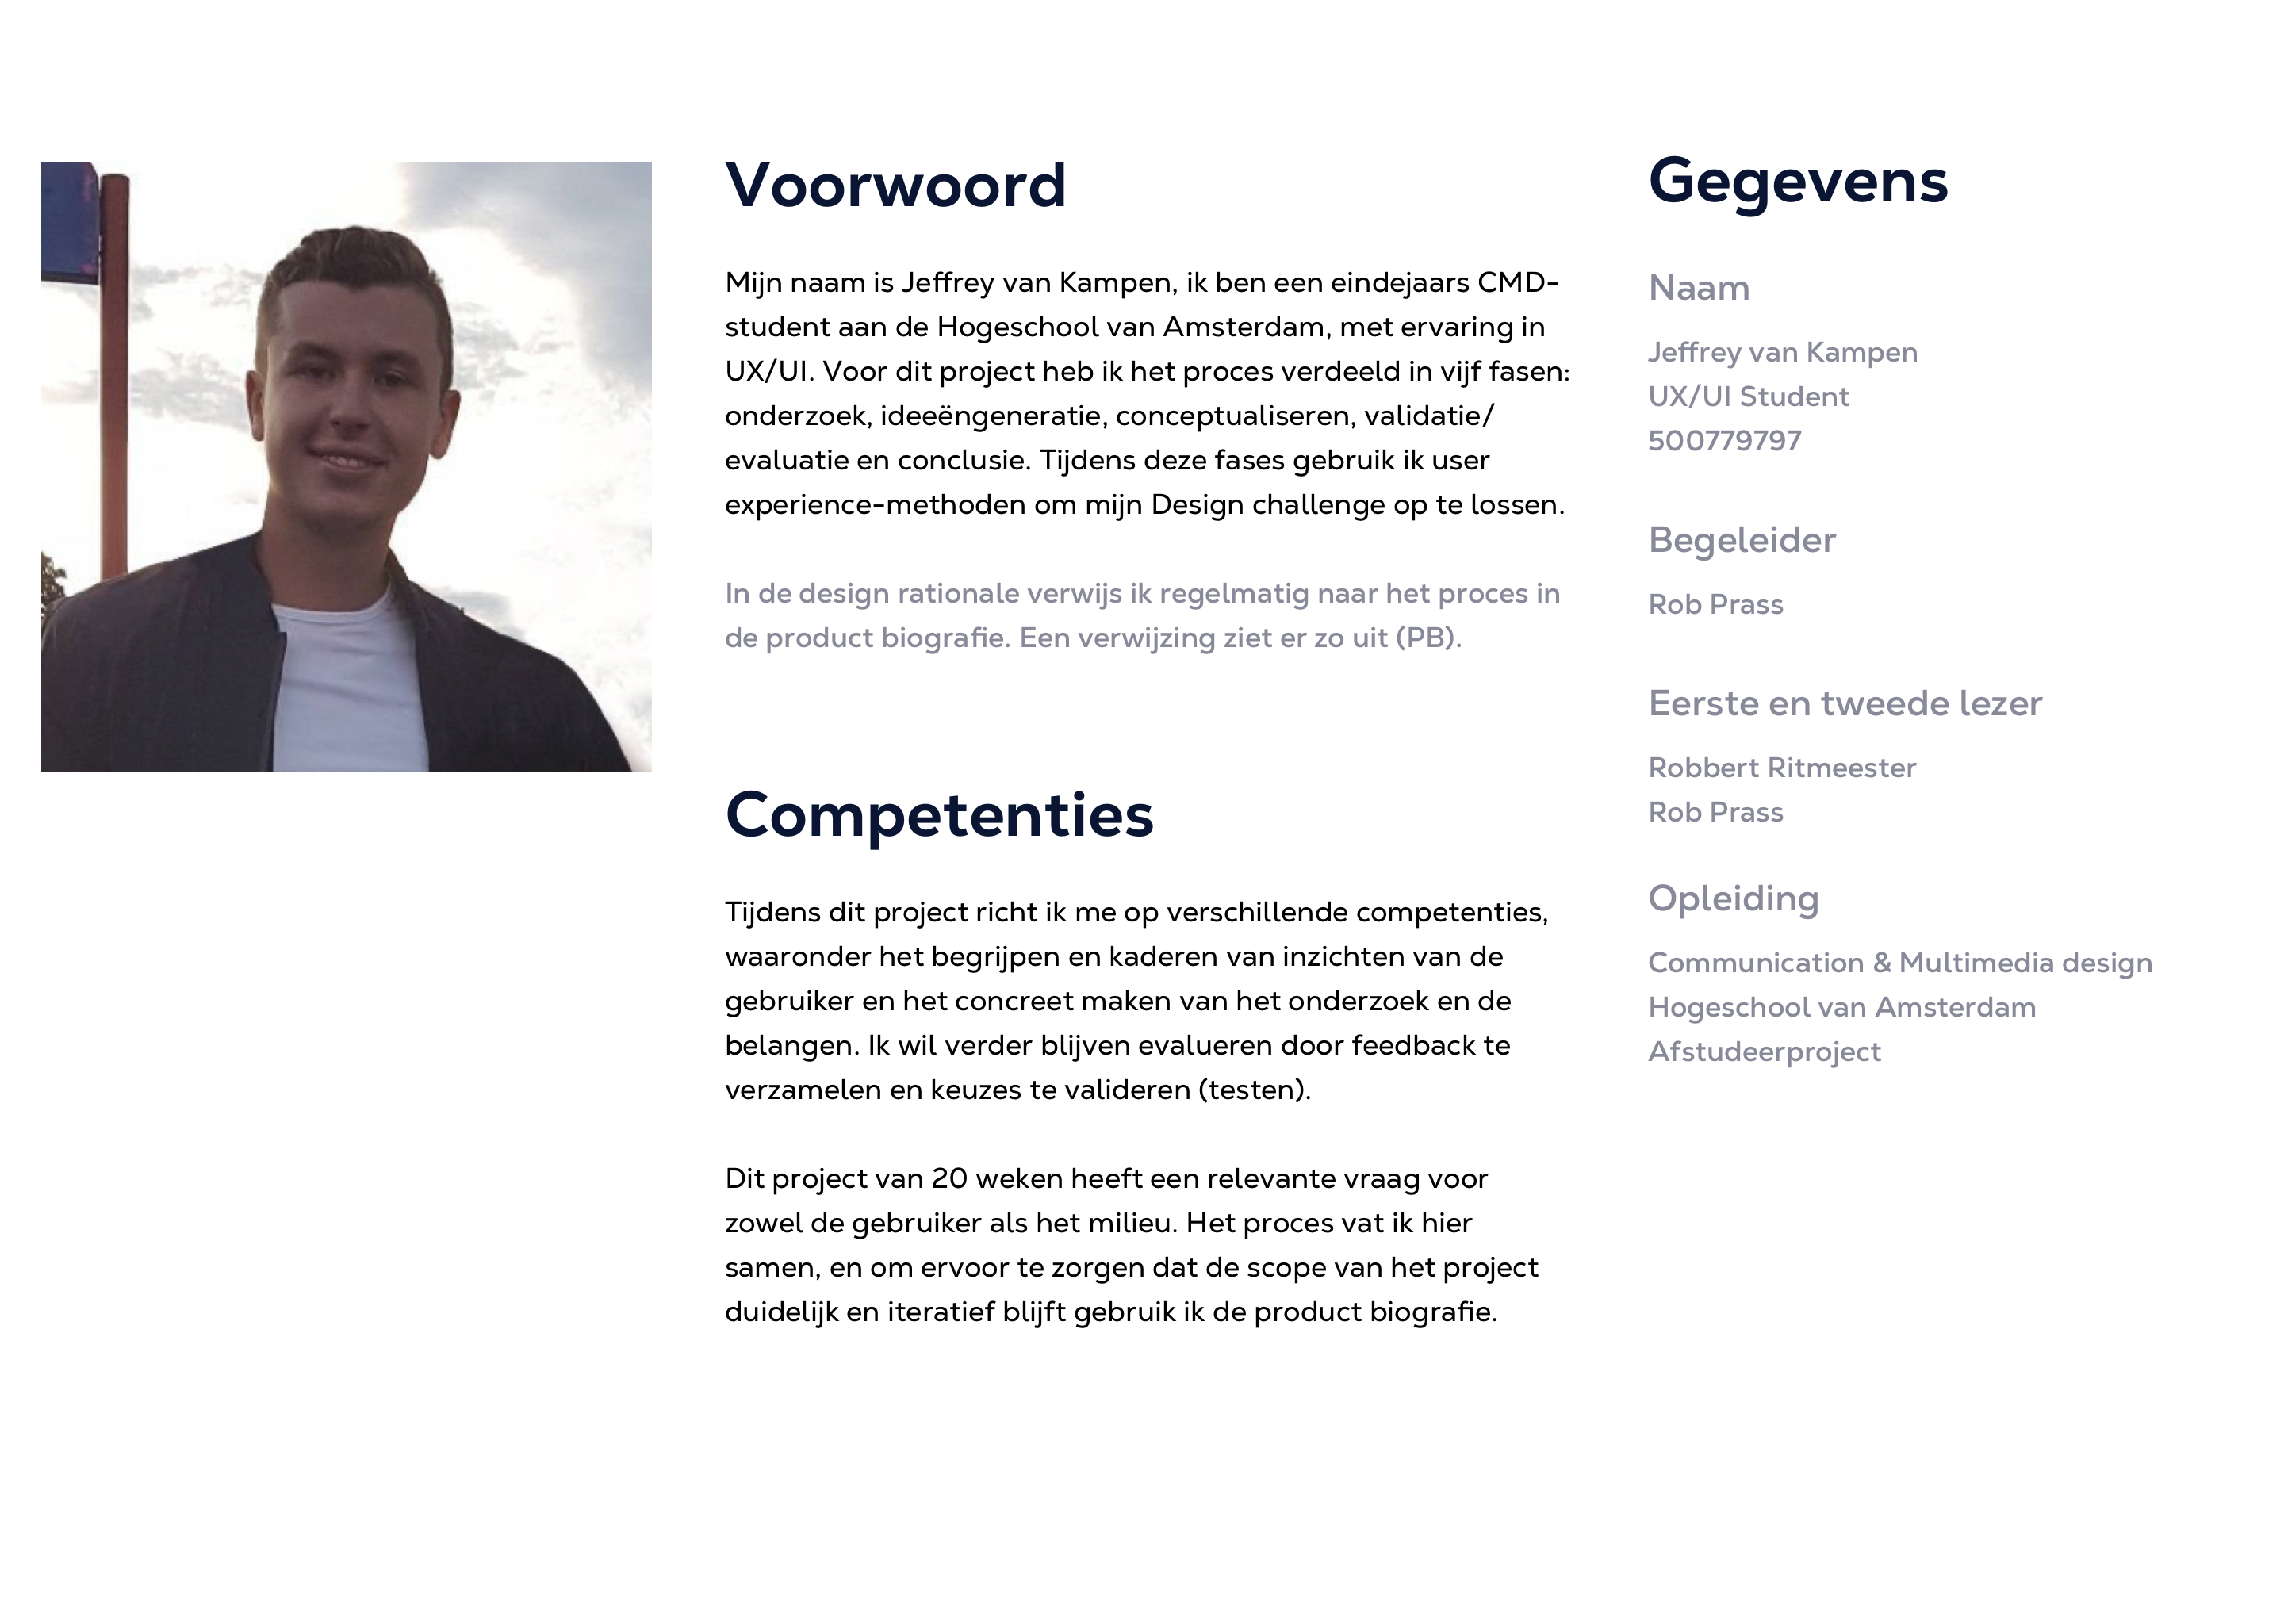 Voorwoord
Mijn naam is Jeffrey van Kampen, ik ben een eindejaars CMD-
student aan de Hogeschool van Amsterdam, met ervaring in
UX/UI. Voor dit project heb ik het proces verdeeld in vijf fasen:
onderzoek, ideeëngeneratie, conceptualiseren, validatie/
evaluatie en conclusie. Tijdens deze fases gebruik ik user
experience-methoden om mijn Design challenge op te lossen.
In de design rationale verwijs ik regelmatig naar het proces in
de product biografie. Een verwijzing ziet er zo uit (PB).
Competenties
Tijdens dit project richt ik me op verschillende competenties,
waaronder het begrijpen en kaderen van inzichten van de
gebruiker en het concreet maken van het onderzoek en de
belangen. Ik wil verder blijven evalueren door feedback te
verzamelen en keuzes te valideren (testen).
Dit project van 20 weken heeft een relevante vraag voor
zowel de gebruiker als het milieu. Het proces vat ik hier
samen, en om ervoor te zorgen dat de scope van het project
duidelijk en iteratief blijft gebruik ik de product biografie.
Gegevens
Naam
Jeffrey van Kampen
UX/UI Student
500779797
Begeleider
Rob Prass
Eerste en tweede lezer
Robbert Ritmeester
Rob Prass
Opleiding
Communication & Multimedia design
Hogeschool van Amsterdam
Afstudeerproject